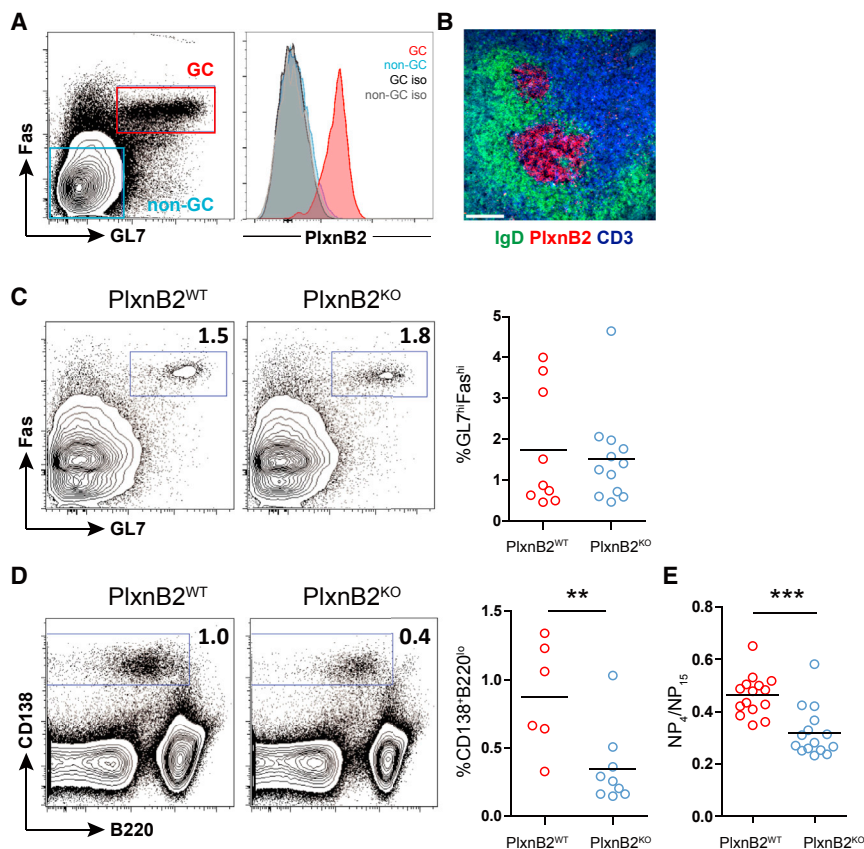 A
Fas
GL7
GC
non-GC
GC
non-GC
GC iso
non-GC iso
PlxnB2
B
IgD PlxnB2 CD3
C
PlxnB2WT
PlxnB2KO
1.5
1.8
Fas
GL7
%GL7hiFashi
5
4
3
2
1
0
PlxnB2WT
PlxnB2KO
D
PlxnB2WT
PlxnB2KO
1.0
0.4
CD138
B220
%CD138+B220lo
**
1.5
1.0
0.5
0.0
PlxnB2WT
PlxnB2KO
E
NP4/NP15
***
0.8
0.6
0.4
0.2
0.0
PlxnB2WT
PlxnB2KO